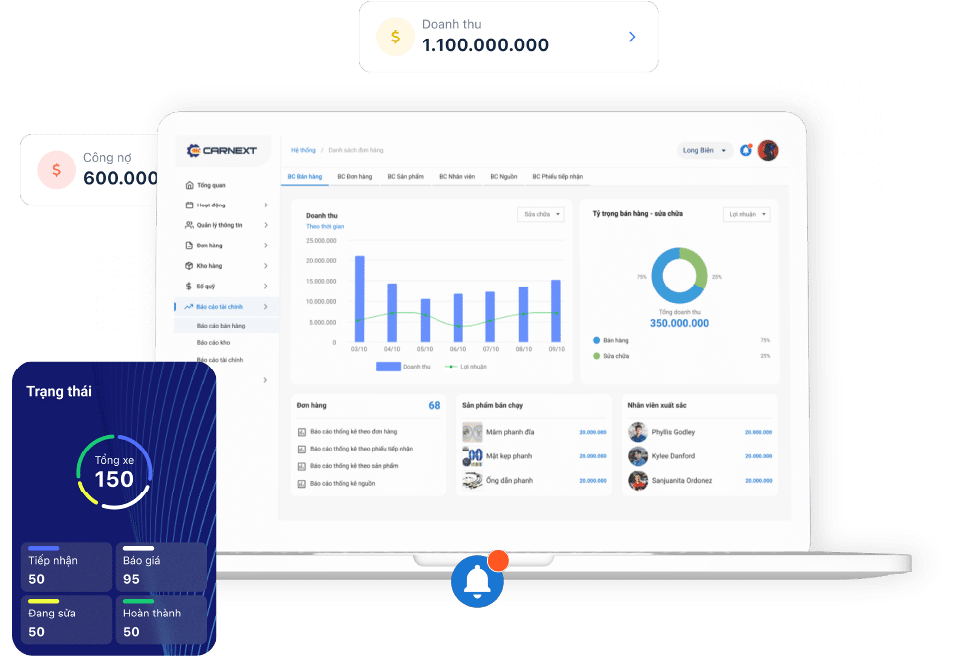 Doanh thu
1.100.000.000
Công nợ
600.000
CARNEXT
Hệ thống / Danh sách đơn hàng
Long Biên
BC Bán hàng
BC Đơn hàng
BC Sản phẩm
BC Nhân viên
BC Nguồn
BC Phiếu tiếp nhận
Tổng quan
Hoạt động
Quản lý thông tin
Đơn hàng
Kho hàng
Sổ quỹ
Báo cáo tài chính
Báo cáo bán hàng
Báo cáo kho
Báo cáo tài chính
Doanh thu
Theo thời gian
Sửa chữa
25.000.000
20.000.000
15.000.000
10.000.000
5.000.000
0
03/10 04/10 05/10 06/10 07/10 08/10 09/10
Doanh thu
Lợi nhuận
Tỷ trọng bán hàng - sửa chữa
Lợi nhuận
75%
25%
Tổng doanh thu
350.000.000
Bán hàng 75%
Sửa chữa 25%
Đơn hàng 68
Báo cáo thống kê theo đơn hàng
Báo cáo thống kê theo phiếu tiếp nhận
Báo cáo thống kê theo sản phẩm
Báo cáo thống kê nguồn
Sản phẩm bán chạy
Mâm phanh đĩa 20.000.000
Mặt kẹp phanh 20.000.000
Ống dẫn phanh 20.000.000
Nhân viên xuất sắc
Phyllis Godley 20.000.000
Kylee Danford 20.000.000
Sanjuanita Ordonez 20.000.000
Trạng thái
Tổng xe
150
Tiếp nhận
50
Báo giá
95
Đang sửa
50
Hoàn thành
50